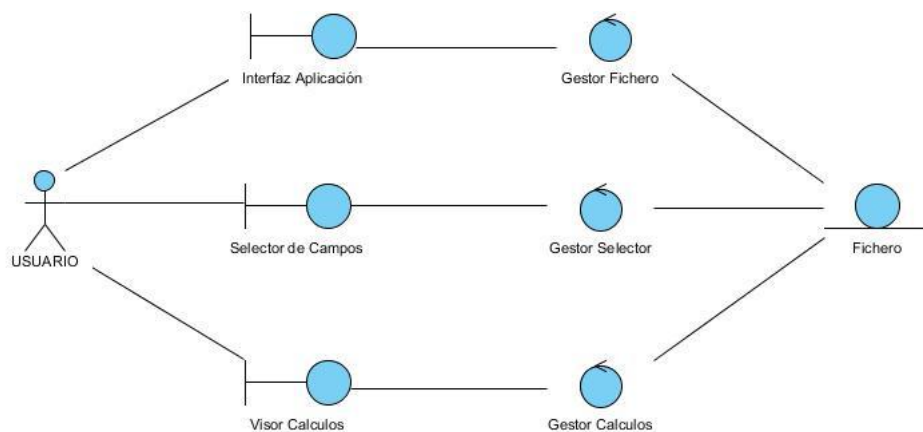 Interfaz Aplicación
Gestor Fichero
USUARIO
Selector de Campos
Gestor Selector
Fichero
Visor Calculos
Gestor Calculos